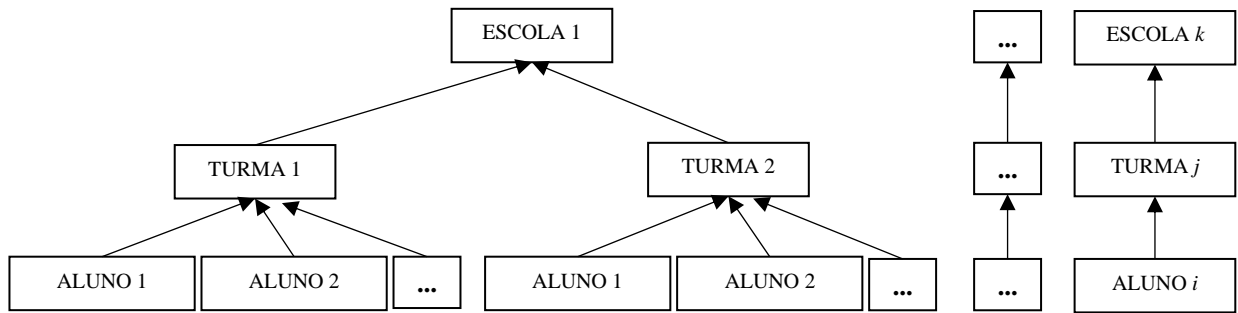 ESCOLA 1
...
ESCOLA k
TURMA 1
TURMA 2
...
TURMA j
ALUNO 1
ALUNO 2
...
ALUNO 1
ALUNO 2
...
...
ALUNO i